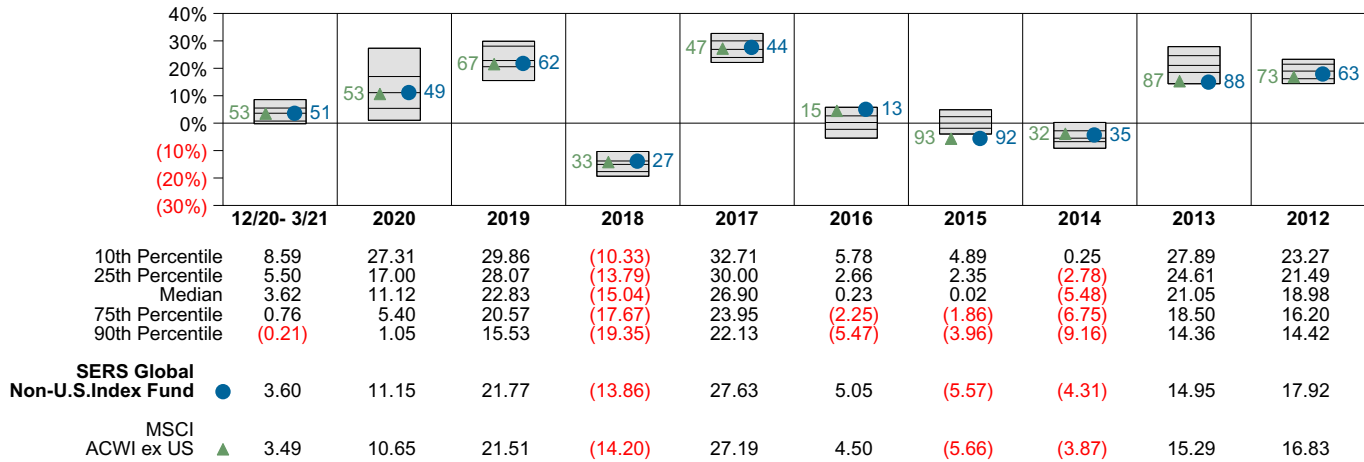 40%
30%
20%
10%
0%
(10%)
(20%)
(30%)
53 51
53 49
67 62
33 27
47 44
15 13
93 92
32 35
87 88
73 63
12/20- 3/21 2020 2019 2018 2017 2016 2015 2014 2013 2012
10th Percentile 8.59 27.31 29.86 (10.33) 32.71 5.78 4.89 0.25 27.89 23.27
25th Percentile 5.50 17.00 28.07 (13.79) 30.00 2.66 2.35 (2.78) 24.61 21.49
Median 3.62 11.12 22.83 (15.04) 26.90 0.23 0.02 (5.48) 21.05 18.98
75th Percentile 0.76 5.40 20.57 (17.67) 23.95 (2.25) (1.86) (6.75) 18.50 16.20
90th Percentile (0.21) 1.05 15.53 (19.35) 22.13 (5.47) (3.96) (9.16) 14.36 14.42
SERS Global
Non-U.S.Index Fund 3.60 11.15 21.77 (13.86) 27.63 5.05 (5.57) (4.31) 14.95 17.92
MSCI
ACWI ex US 3.49 10.65 21.51 (14.20) 27.19 4.50 (5.66) (3.87) 15.29 16.83